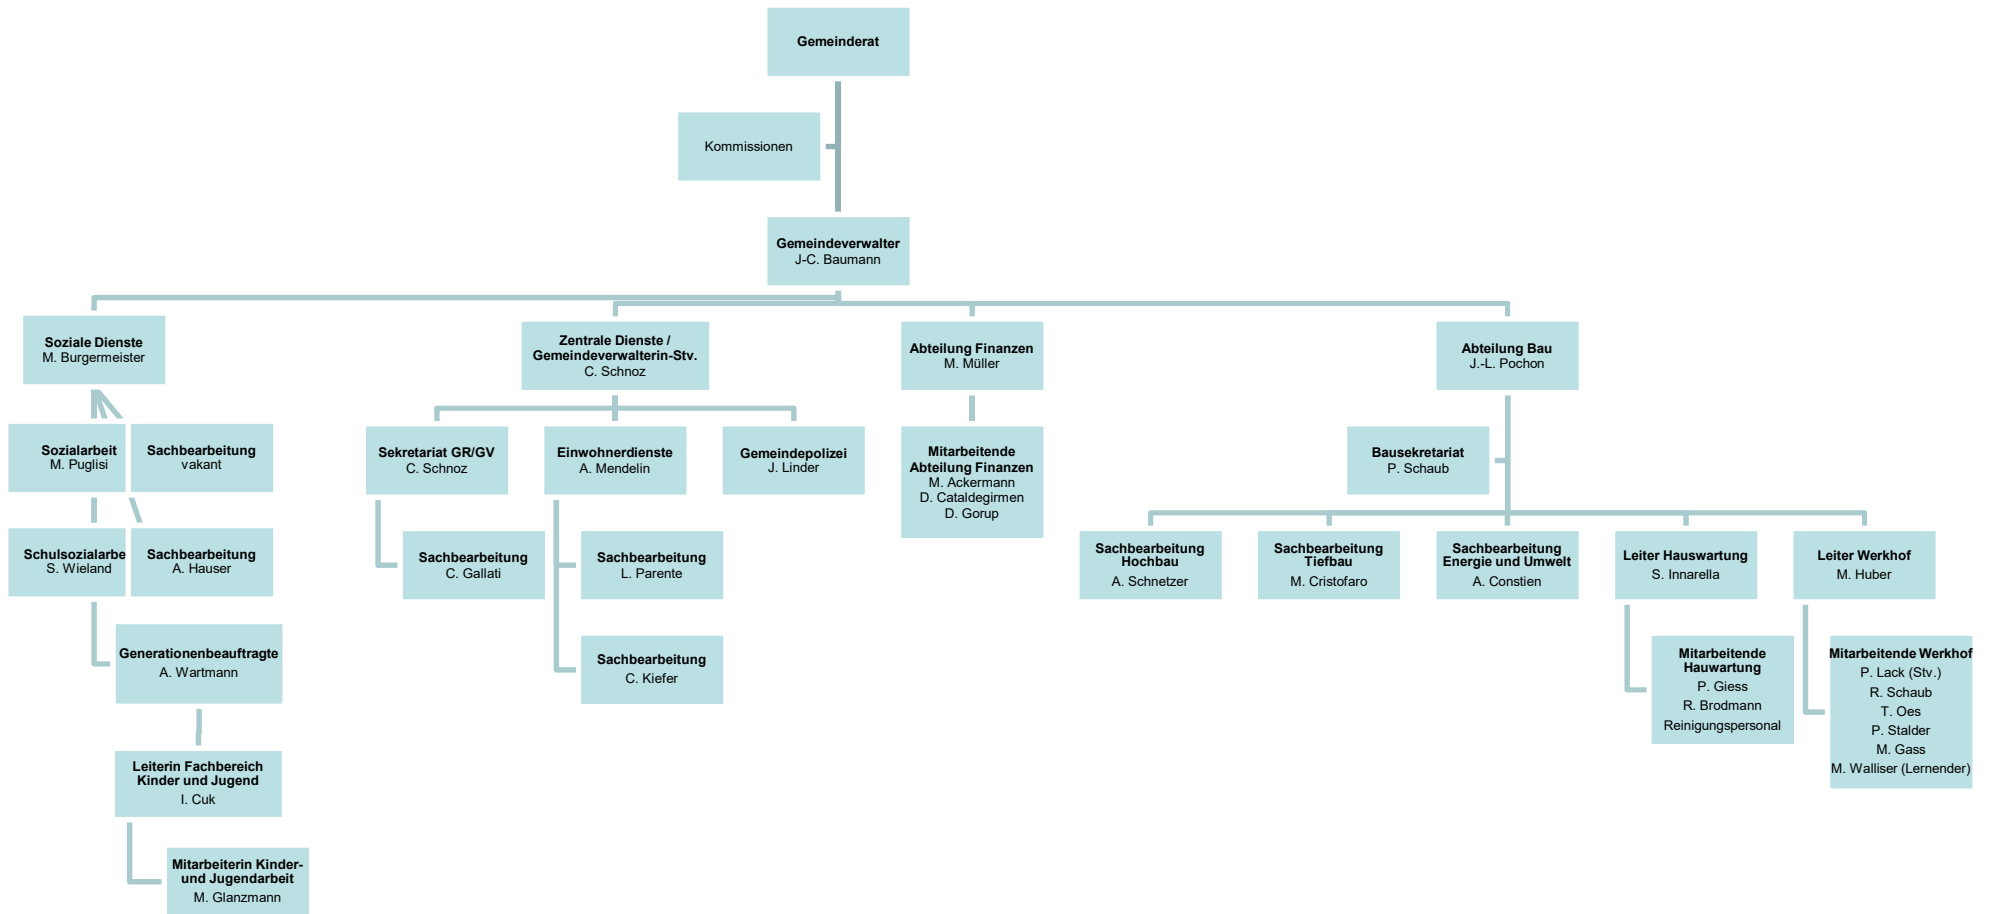 Gemeinderat
Kommissionen
Gemeindeverwalter
J-C. Baumann
Soziale Dienste
M. Burgermeister
Zentrale Dienste /
Gemeindeverwalterin-Stv.
C. Schnoz
Abteilung Finanzen
M. Müller
Abteilung Bau
J.-L. Pochon
Sozialarbeit
M. Puglisi
Sachbearbeitung
vakant
Sekretariat GR/GV
C. Schnoz
Einwohnerdienste
A. Mendelin
Gemeindepolizei
J. Linder
Mitarbeitende
Abteilung Finanzen
M. Ackermann
D. Cataldegirmen
D. Gorup
Bausekretariat
P. Schaub
Schulsozialarbe
S. Wieland
Sachbearbeitung
A. Hauser
Sachbearbeitung
C. Gallati
Sachbearbeitung
L. Parente
Sachbearbeitung
Hochbau
A. Schnetzer
Sachbearbeitung
Tiefbau
M. Cristofaro
Sachbearbeitung
Energie und Umwelt
A. Constien
Leiter Hauswartung
S. Innarella
Leiter Werkhof
M. Huber
Generationenbeauftragte
A. Wartmann
Sachbearbeitung
C. Kiefer
Mitarbeitende
Hauwartung
P. Giess
R. Brodmann
Reinigungspersonal
Mitarbeitende Werkhof
P. Lack (Stv.)
R. Schaub
T. Oes
P. Stalder
M. Gass
M. Walliser (Lernender)
Leiterin Fachbereich
Kinder und Jugend
I. Cuk
Mitarbeiterin Kinder-
und Jugendarbeit
M. Glanzmann